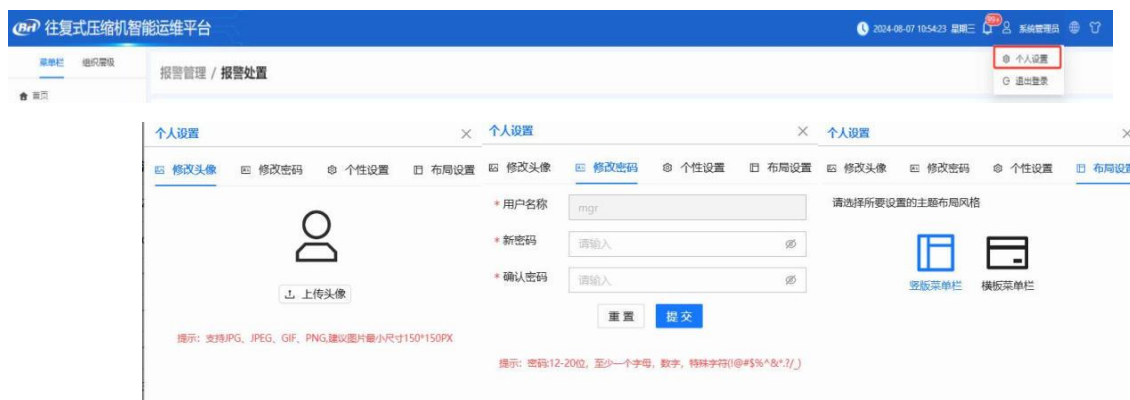 BH 往复式压缩机智能运维平台
2024-08-07 10:54:23 星期三 99+ 系统管理员
菜单栏 组织层级
报警管理 / 报警处置
个人设置
退出登录
首页
个人设置
修改头像 修改密码 个性设置 布局设置
上传头像
提示：支持JPG、JPEG、GIF、PNG,建议图片最小尺寸150*150PX
个人设置
修改头像 修改密码 个性设置 布局设置
* 用户名称 mgr
* 新密码 请输入
* 确认密码 请输入
重 置 提 交
提示：密码:12-20位，至少一个字母，数字，特殊字符(!@#$%^&*.?/_)
个人设置
修改头像 修改密码 个性设置 布局设置
请选择所要设置的主题布局风格
竖版菜单栏 横板菜单栏